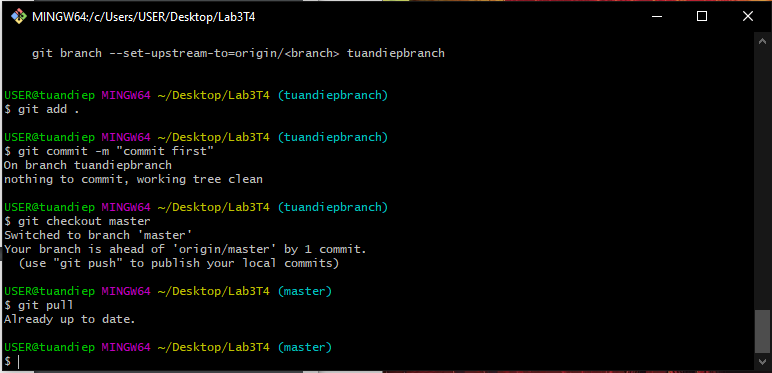 MINGW64:/c/Users/USER/Desktop/Lab3T4
git branch --set-upstream-to=origin/<branch> tuandiepbranch
USER@tuandiep MINGW64 ~/Desktop/Lab3T4 (tuandiepbranch)
$ git add .
USER@tuandiep MINGW64 ~/Desktop/Lab3T4 (tuandiepbranch)
$ git commit -m "commit first"
On branch tuandiepbranch
nothing to commit, working tree clean
USER@tuandiep MINGW64 ~/Desktop/Lab3T4 (tuandiepbranch)
$ git checkout master
Switched to branch 'master'
Your branch is ahead of 'origin/master' by 1 commit.
  (use "git push" to publish your local commits)
USER@tuandiep MINGW64 ~/Desktop/Lab3T4 (master)
$ git pull
Already up to date.
USER@tuandiep MINGW64 ~/Desktop/Lab3T4 (master)
$